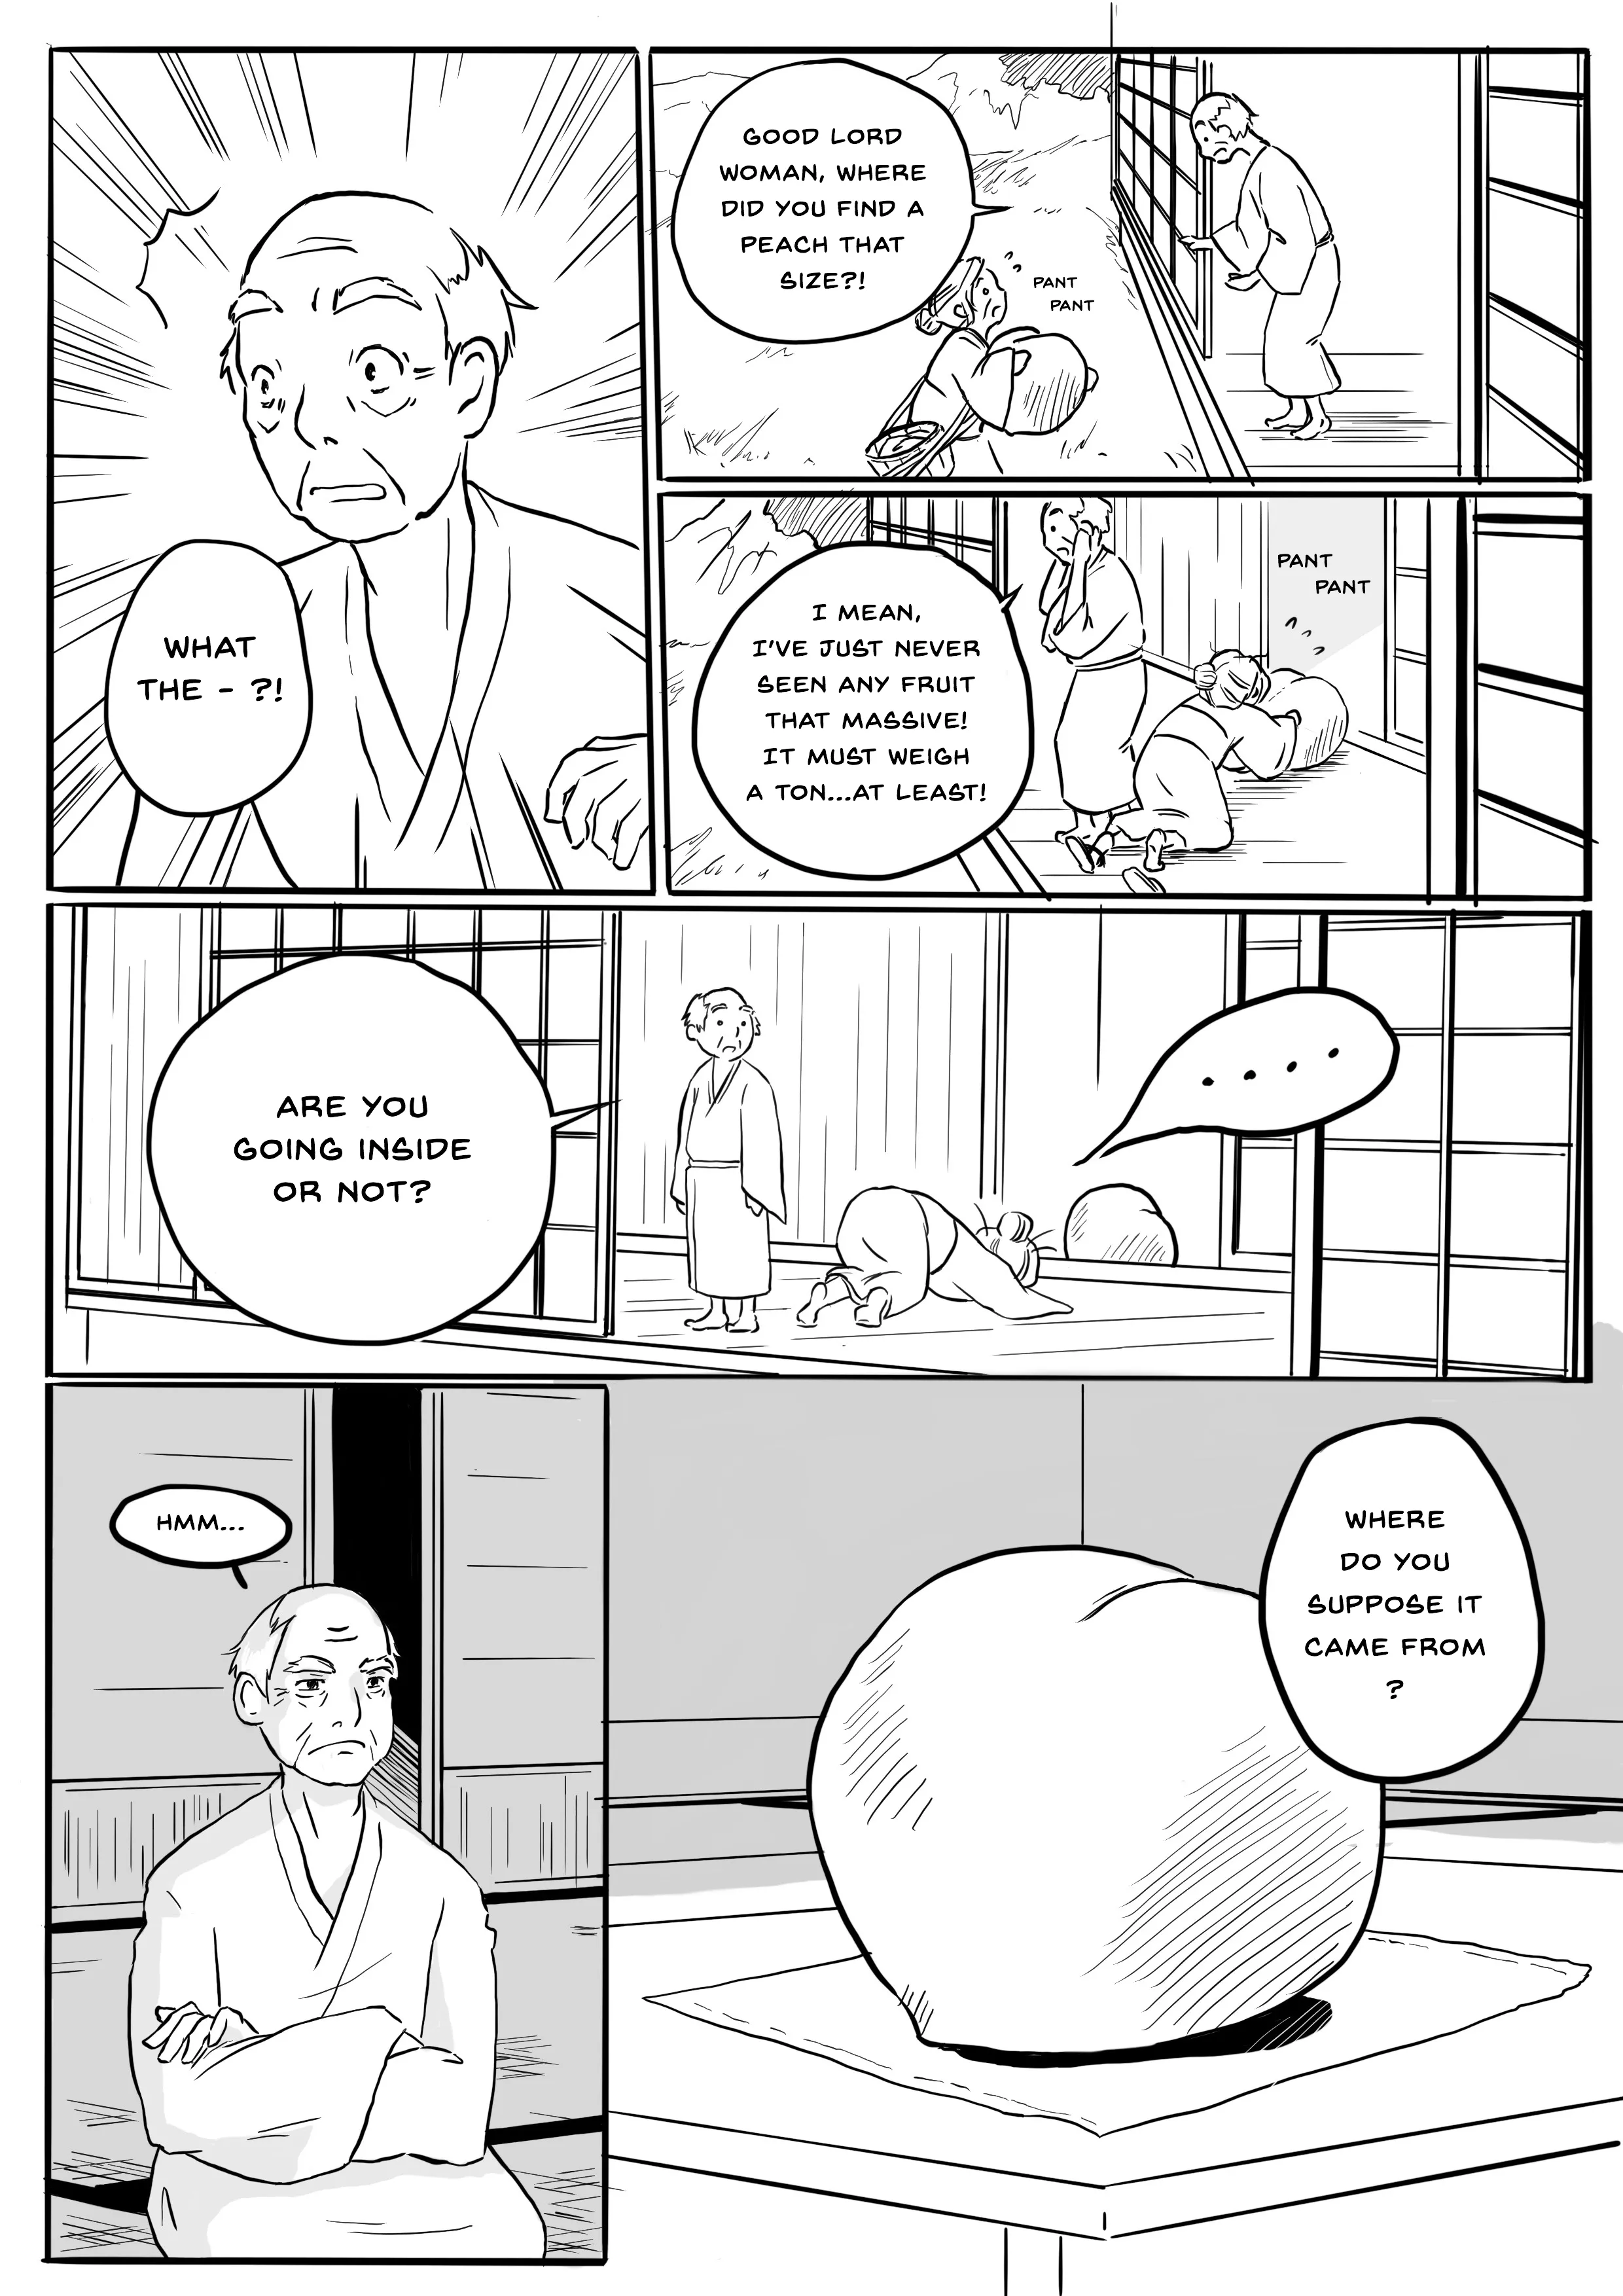 WHAT
THE - ?!
GOOD LORD
WOMAN, WHERE
DID YOU FIND A
PEACH THAT
SIZE?!
PANT
PANT
I MEAN,
I'VE JUST NEVER
SEEN ANY FRUIT
THAT MASSIVE!
IT MUST WEIGH
A TON...AT LEAST!
PANT
PANT
ARE YOU
GOING INSIDE
OR NOT?
....
HMM...
WHERE
DO YOU
SUPPOSE IT
CAME FROM
?